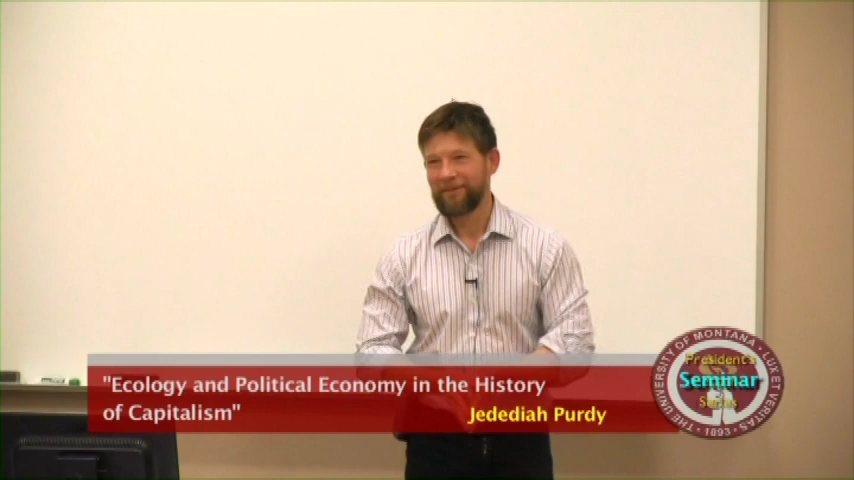 "Ecology and Political Economy in the History
of Capitalism"
Jedediah Purdy
THE UNIVERSITY OF MONTANA · LUX ET VERITAS · 1893 ·
President's
Seminar
Series